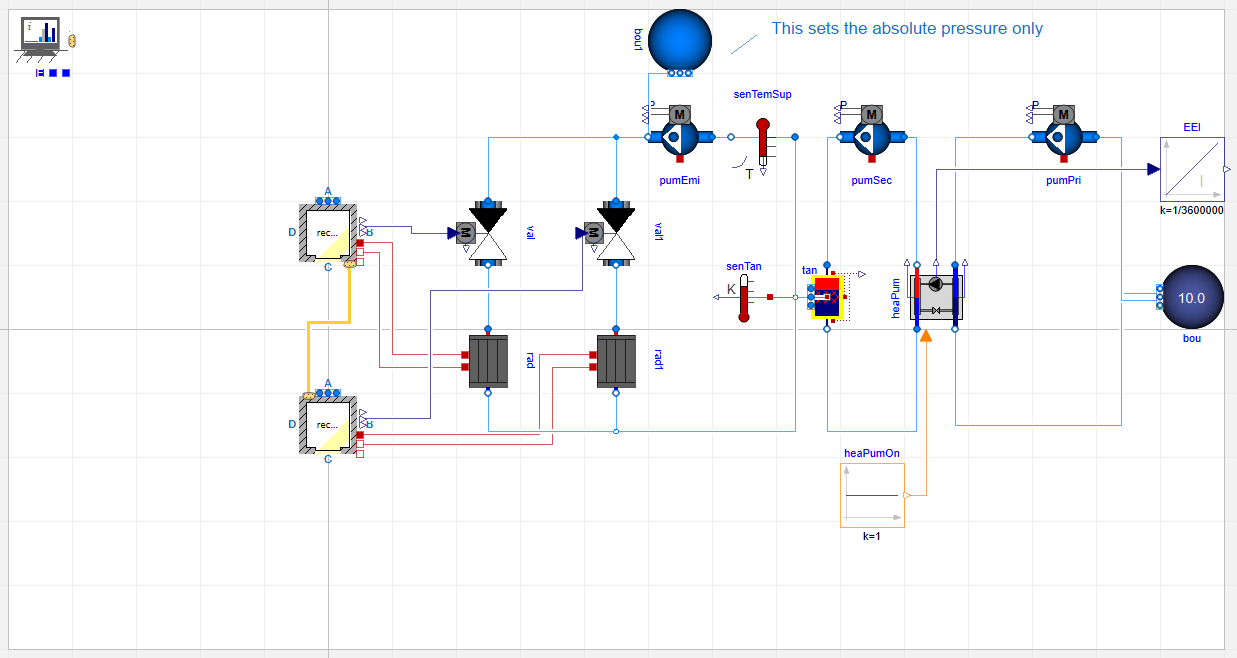 i
This sets the absolute pressure only
bou1
senTemSup
P
M
P
M
P
M
T
EEI
pumEmi
pumSec
pumPri
I
k=1/3600000
A
D
rec...
B
C
M
val
M
val1
senTan
K
tan
heaPum
10.0
bou
rad
rad1
A
D
rec...
B
C
heaPumOn
k=1